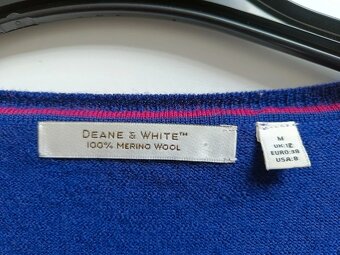 DEANE & WHITE™
100% MERINO WOOL
M
UK:12
EURO:38
USA:8